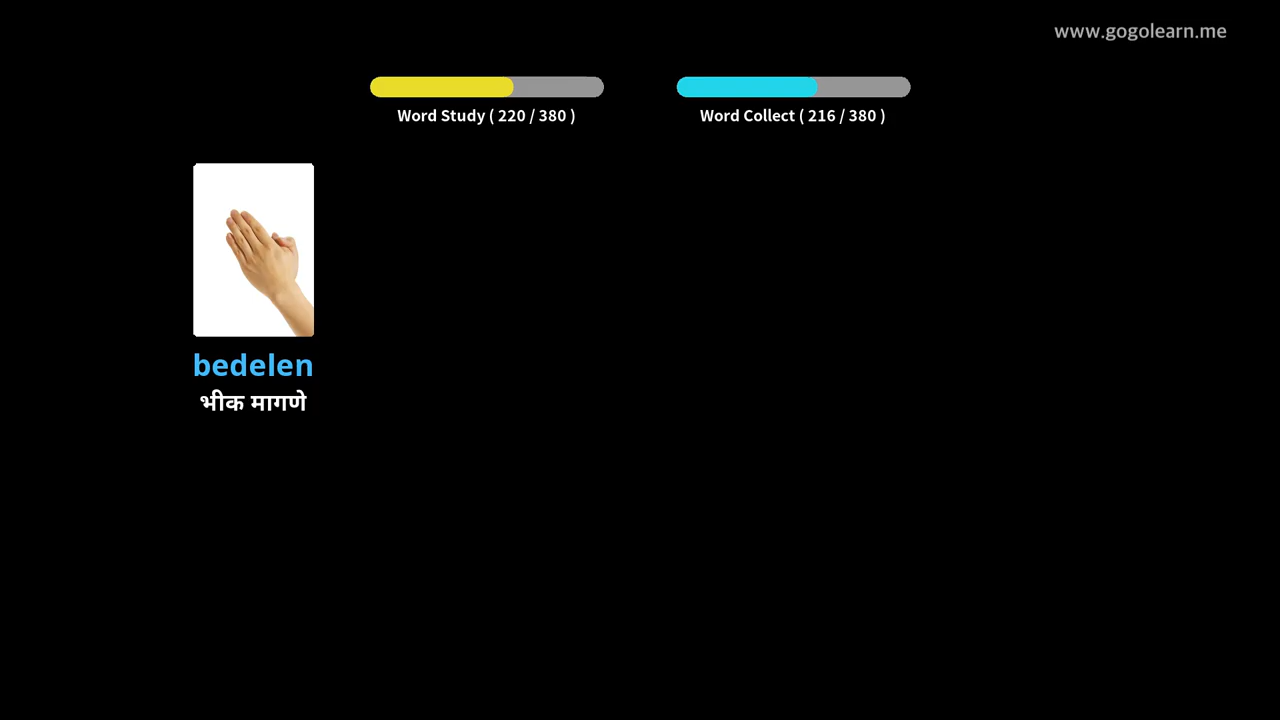 www.gogolearn.me
Word Study ( 220 / 380 )
Word Collect ( 216 / 380 )
bedelen
भीक मागणे